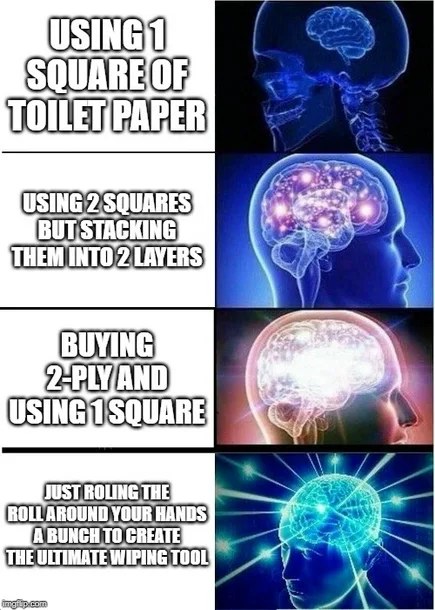 USING 1
SQUARE OF
TOILET PAPER
USING 2 SQUARES
BUT STACKING
THEM INTO 2 LAYERS
BUYING
2-PLY AND
USING 1 SQUARE
JUST ROLING THE
ROLL AROUND YOUR HANDS
A BUNCH TO CREATE
THE ULTIMATE WIPING TOOL
imgflip.com